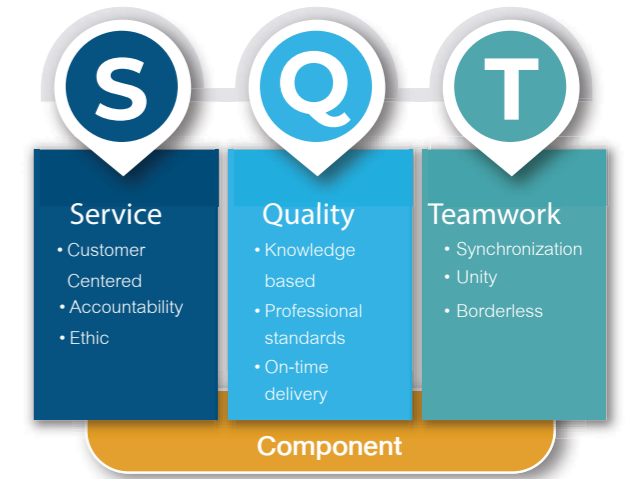 S
Q
T
Service
• Customer
Centered
• Accountability
• Ethic
Quality
• Knowledge
based
• Professional
standards
• On-time
delivery
Teamwork
• Synchronization
• Unity
• Borderless
Component